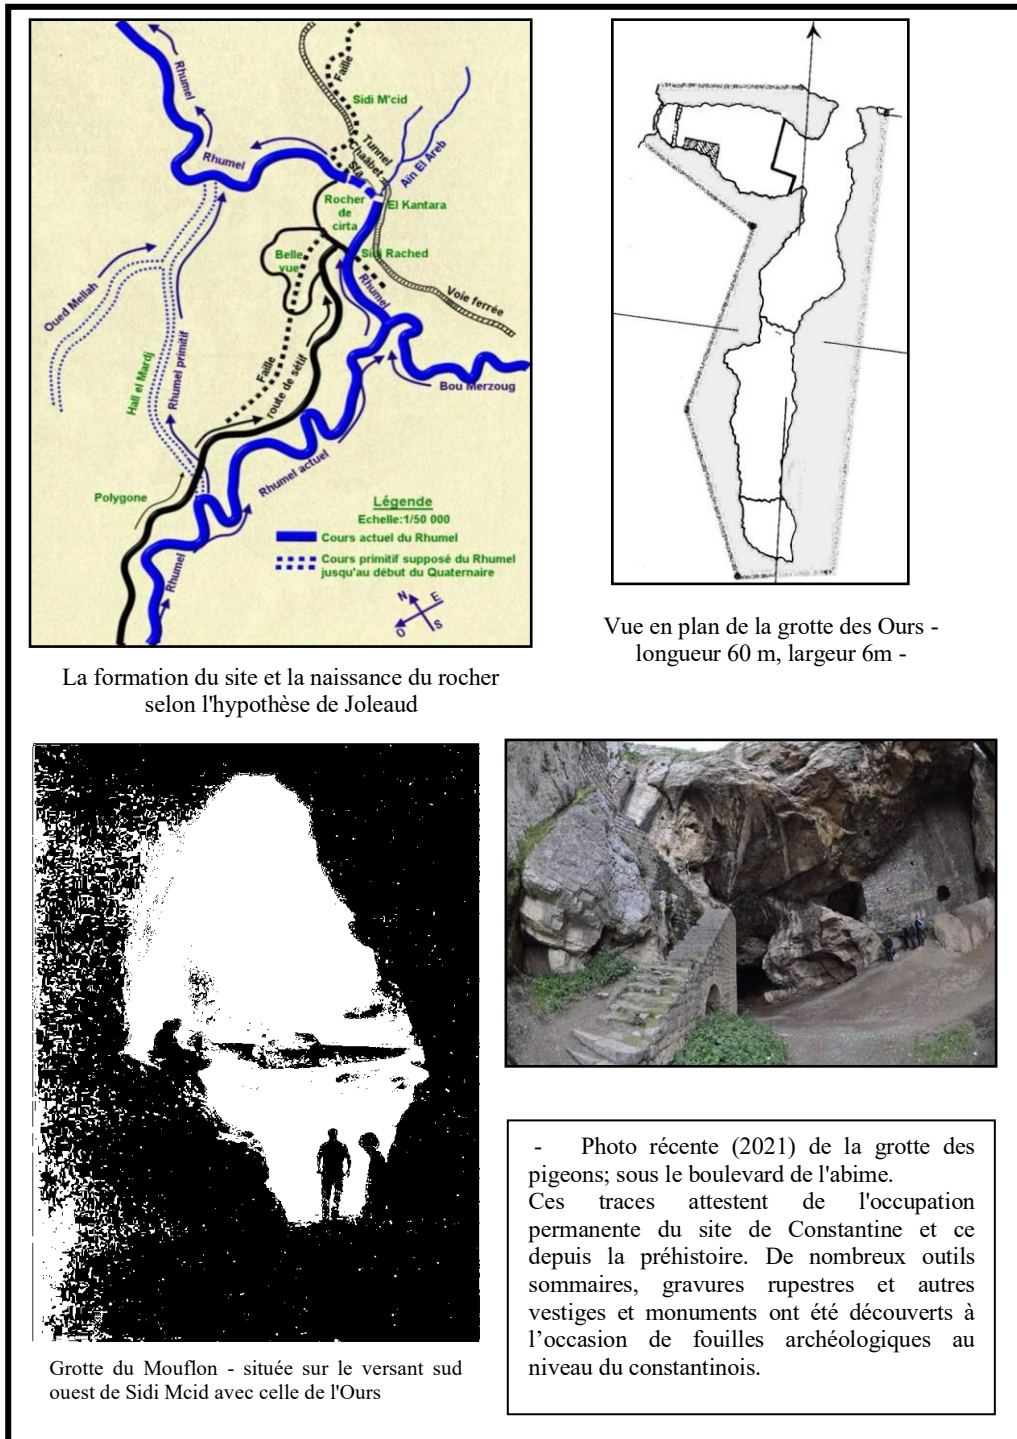 Rhumel
Faille
Sidi M'cid
Tunnel
Chaâbet
Sfa
Aïn El Areb
Rhumel
Rocher
de
cirta
El Kantara
Belle
vue
Sidi Rached
Rhumel
Oued Mellah
Voie ferrée
Hall el Mardj
Rhumel primitif
Faille
route de sétif
Bou Merzoug
Rhumel actuel
Polygone
Rhumel
Légende
Echelle:1/50 000
Cours actuel du Rhumel
Cours primitif supposé du Rhumel
jusqu'au début du Quaternaire
N
E
O
S
La formation du site et la naissance du rocher
selon l'hypothèse de Joleaud
Vue en plan de la grotte des Ours -
longueur 60 m, largeur 6m -
Grotte du Mouflon - située sur le versant sud
ouest de Sidi Mcid avec celle de l'Ours
- Photo récente (2021) de la grotte des
pigeons; sous le boulevard de l'abime.
Ces traces attestent de l'occupation
permanente du site de Constantine et ce
depuis la préhistoire. De nombreux outils
sommaires, gravures rupestres et autres
vestiges et monuments ont été découverts à
l’occasion de fouilles archéologiques au
niveau du constantinois.